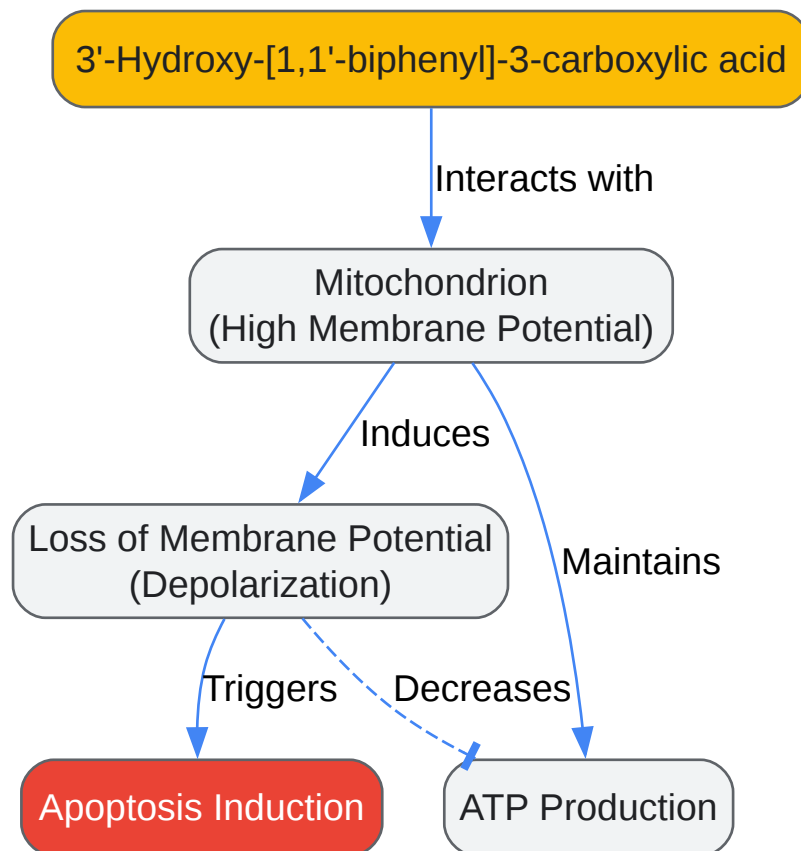 3'-Hydroxy-[1,1'-biphenyl]-3-carboxylic acid
Interacts with
Mitochondrion
(High Membrane Potential)
Induces
Loss of Membrane Potential
(Depolarization)
Maintains
Triggers
Decreases
Apoptosis Induction
ATP Production